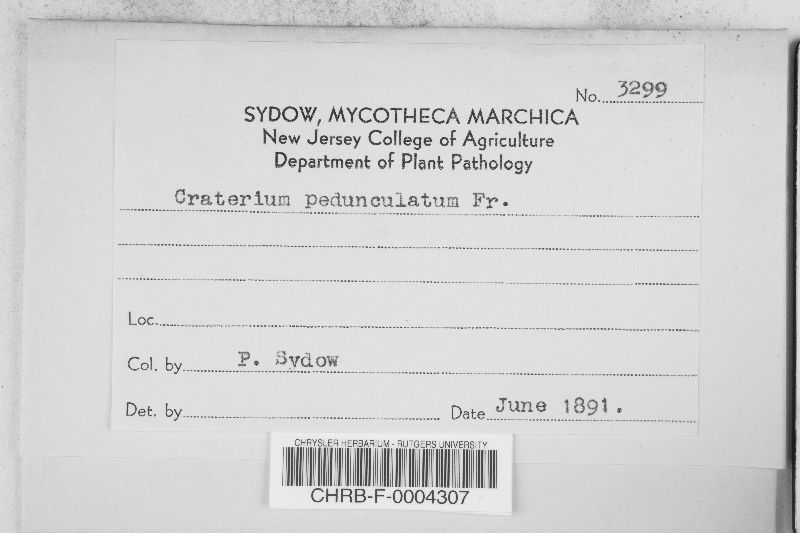 No. 3299
SYDOW, MYCOTHECA MARCHICA
New Jersey College of Agriculture
Department of Plant Pathology
Craterium pedunculatum Fr.
Loc.
Col. by P. Sydow
Det. by Date June 1891.
CHRYSLER HERBARIUM - RUTGERS UNIVERSITY
CHRB-F-0004307